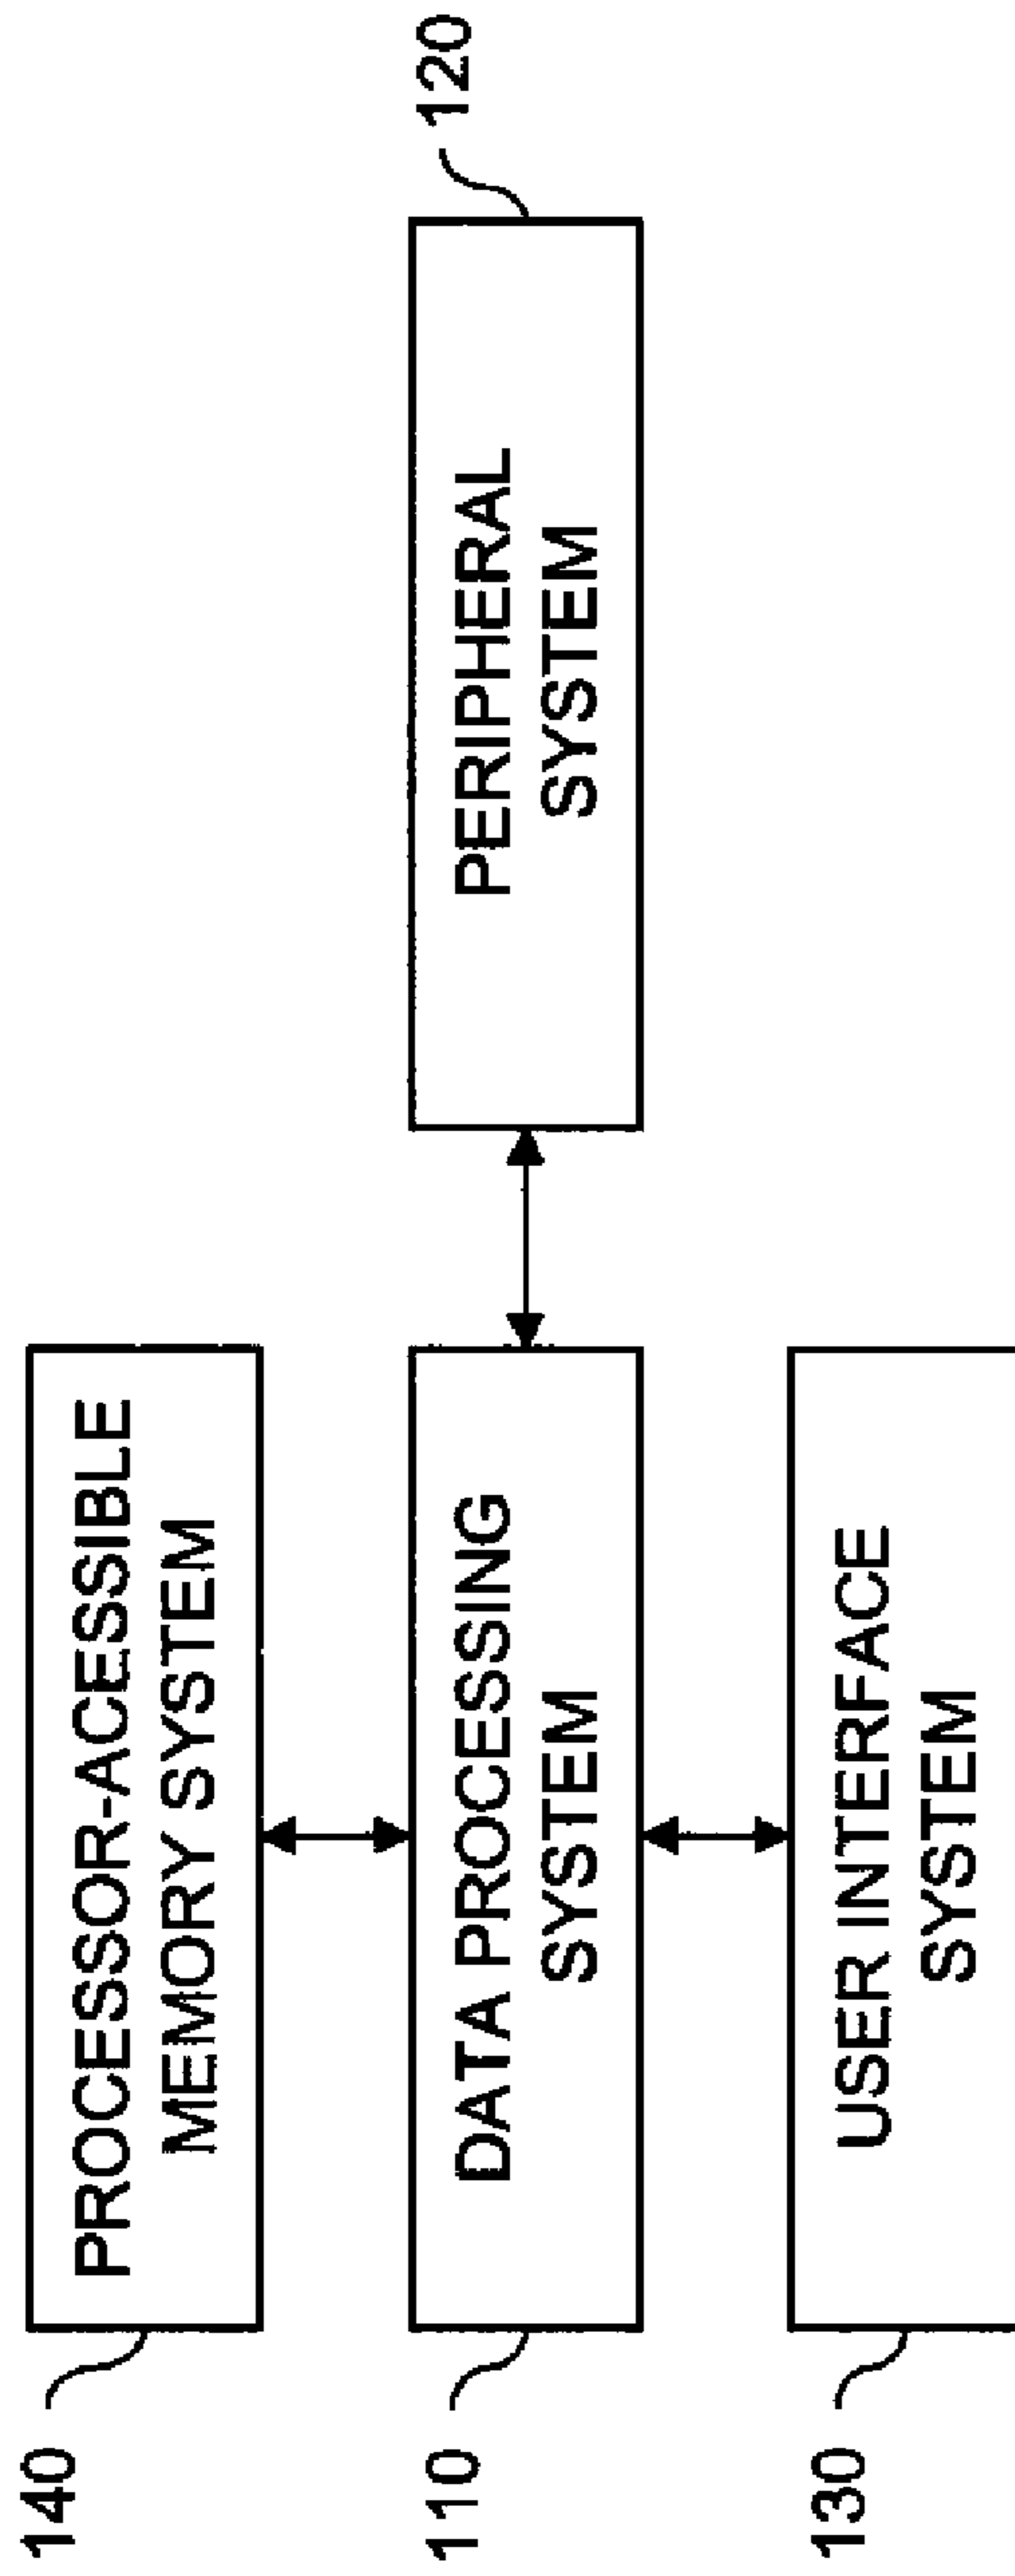 140
PROCESSOR-ACESSIBLE
MEMORY SYSTEM
110
DATA PROCESSING
SYSTEM
PERIPHERAL
SYSTEM
120
130
USER INTERFACE
SYSTEM